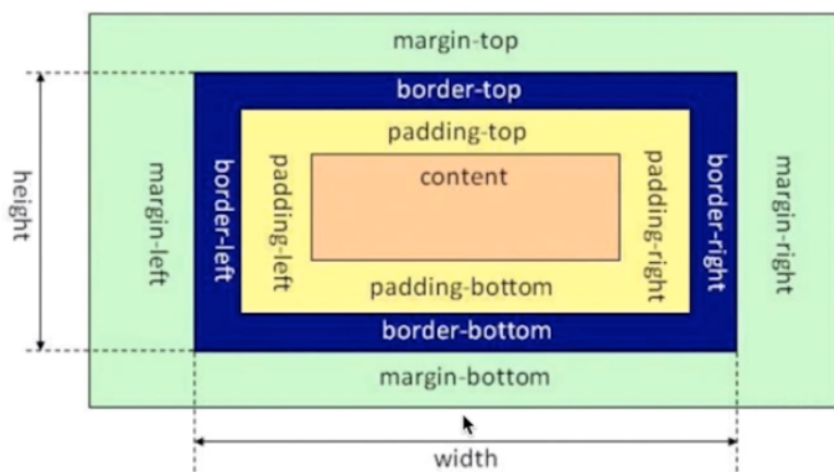 margin-top
border-top
padding-top
content
height
margin-left
border-left
padding-left
padding-right
border-right
margin-right
padding-bottom
border-bottom
margin-bottom
width